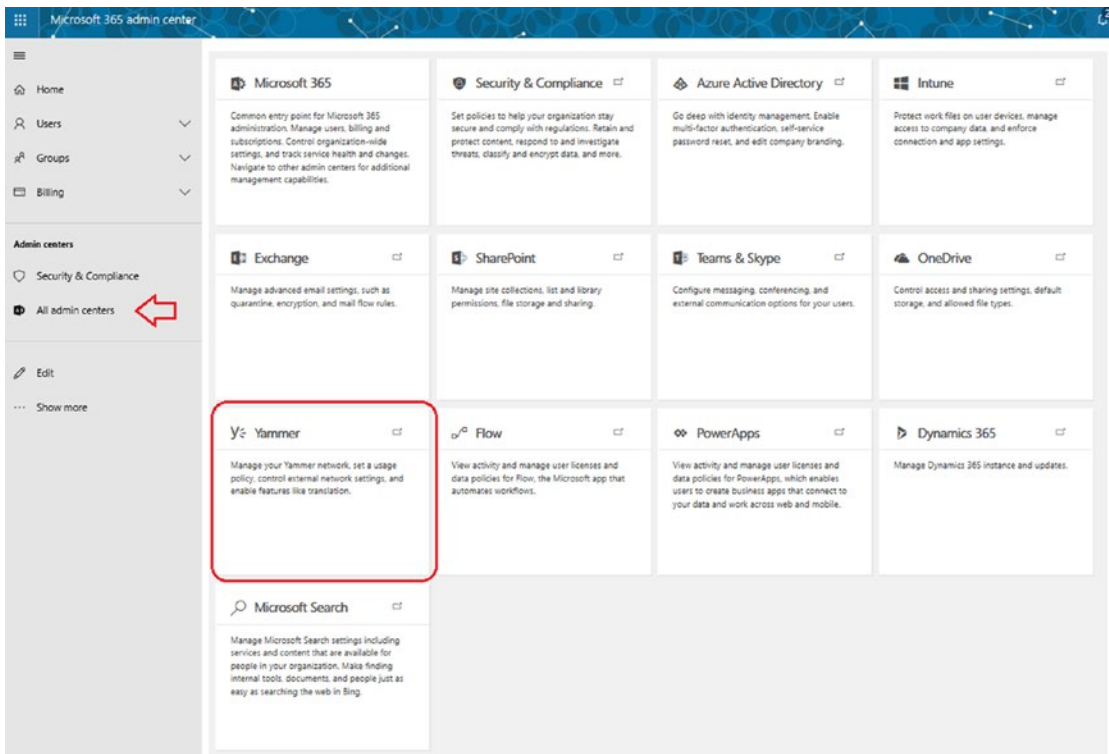 Microsoft 365 admin center
Home
Users
Groups
Billing
Admin centers
Security & Compliance
All admin centers
Edit
Show more
Microsoft 365
Common entry point for Microsoft 365
administration. Manage users, billing and
subscriptions. Control organization-wide
settings, and track service health and changes.
Navigate to other admin centers for additional
management capabilities.
Security & Compliance
Set policies to help your organization stay
secure and comply with regulations. Retain and
protect content, respond to and investigate
threats, classify and encrypt data, and more.
Azure Active Directory
Go deep with identity management. Enable
multi-factor authentication, self-service
password reset, and edit company branding.
Intune
Protect work files on user devices, manage
access to company data, and enforce
connection and app settings.
Exchange
Manage advanced email settings, such as
quarantine, encryption, and mail flow rules.
SharePoint
Manage site collections, list and library
permissions, file storage and sharing.
Teams & Skype
Configure messaging, conferencing, and
external communication options for your users.
OneDrive
Control access and sharing settings, default
storage, and allowed file types.
Yammer
Manage your Yammer network, set a usage
policy, control external network settings, and
enable features like translation.
Flow
View activity and manage user licenses and
data policies for Flow, the Microsoft app that
automates workflows.
PowerApps
View activity and manage user licenses and
data policies for PowerApps, which enables
users to create business apps that connect to
your data and work across web and mobile.
Dynamics 365
Manage Dynamics 365 instance and updates.
Microsoft Search
Manage Microsoft Search settings including
services and content that are available for
people in your organization. Make finding
internal tools, documents, and people just as
easy as searching the web in Bing.